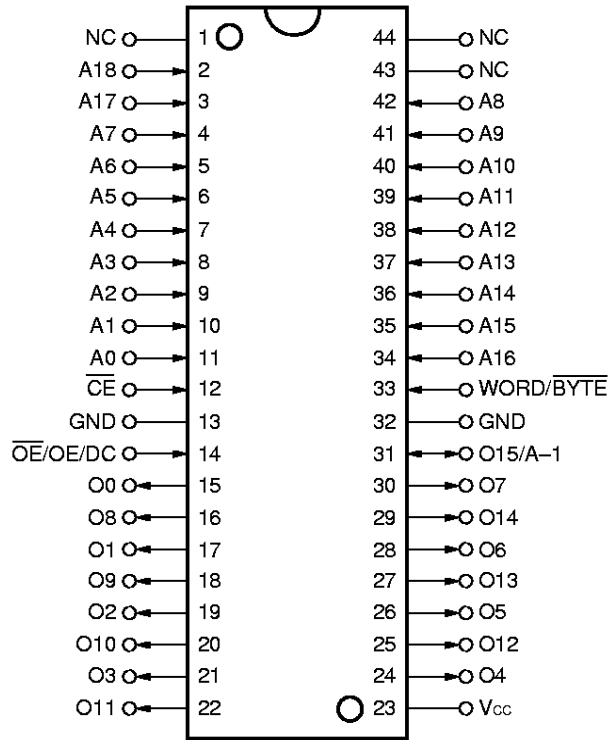 NC 1 44 NC
A18 2 43 NC
A17 3 42 A8
A7 4 41 A9
A6 5 40 A10
A5 6 39 A11
A4 7 38 A12
A3 8 37 A13
A2 9 36 A14
A1 10 35 A15
A0 11 34 A16
C̅E̅ 12 33 WORD/B̅Y̅T̅E̅
GND 13 32 GND
O̅E̅/OE/DC 14 31 O15/A−1
O0 15 30 O7
O8 16 29 O14
O1 17 28 O6
O9 18 27 O13
O2 19 26 O5
O10 20 25 O12
O3 21 24 O4
O11 22 23 Vcc